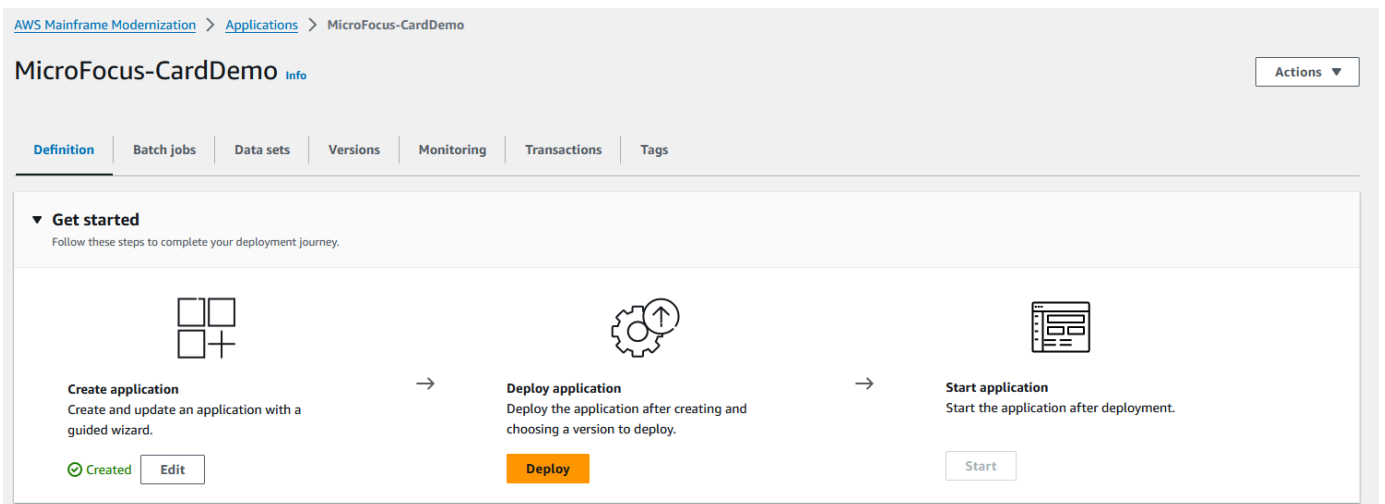 AWS Mainframe Modernization > Applications > MicroFocus-CardDemo
MicroFocus-CardDemo Info
Actions
Definition Batch jobs Data sets Versions Monitoring Transactions Tags
Get started
Follow these steps to complete your deployment journey.
Create application
Create and update an application with a
guided wizard.
Created Edit
Deploy application
Deploy the application after creating and
choosing a version to deploy.
Deploy
Start application
Start the application after deployment.
Start